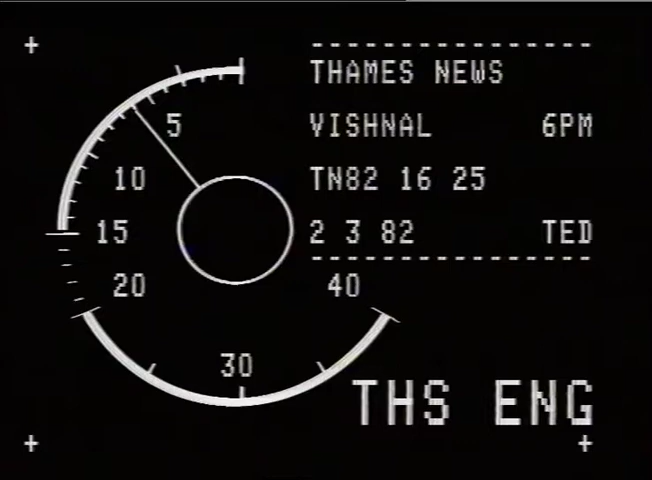 THAMES NEWS
VISHNAL 6PM
TN82 16 25
2 3 82 TED
5
10
15
20
30
40
THS ENG